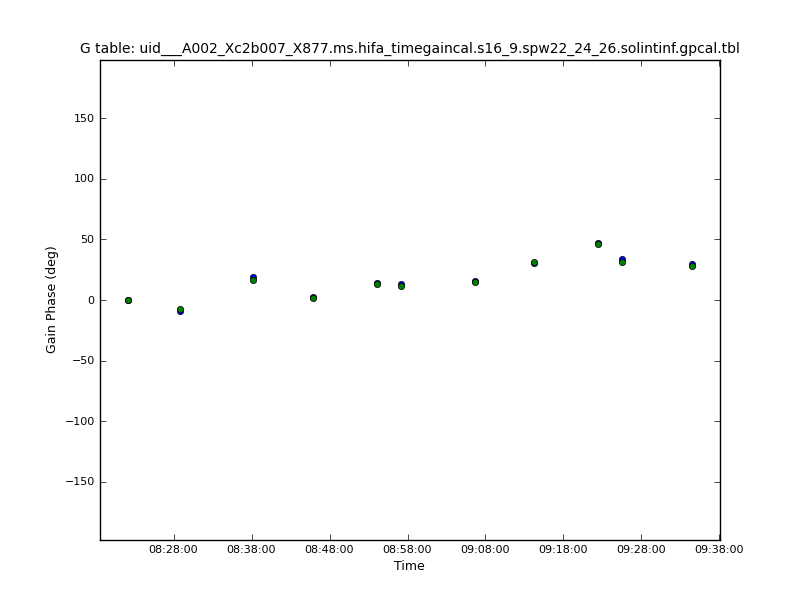 G table: uid___A002_Xc2b007_X877.ms.hifa_timegaincal.s16_9.spw22_24_26.solintinf.gpcal.tbl
150
100
50
0
−50
−100
−150
Gain Phase (deg)
08:28:00 08:38:00 08:48:00 08:58:00 09:08:00 09:18:00 09:28:00 09:38:00
Time